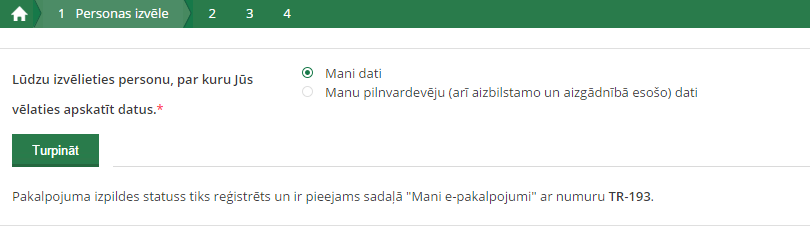 1 Personas izvēle 2 3 4
Lūdzu izvēlieties personu, par kuru Jūs
vēlaties apskatīt datus.*
Mani dati
Manu pilnvardevēju (arī aizbilstamo un aizgādnībā esošo) dati
Turpināt
Pakalpojuma izpildes statuss tiks reģistrēts un ir pieejams sadaļā "Mani e-pakalpojumi" ar numuru TR-193.